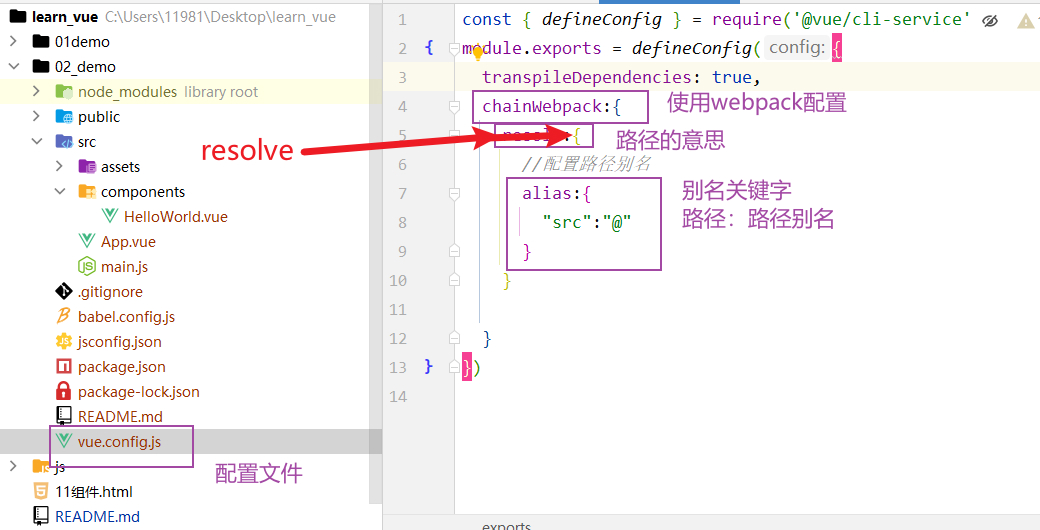 learn_vue C:\Users\11981\Desktop\learn_vue
01demo
02_demo
node_modules library root
public
src
assets
components
HelloWorld.vue
App.vue
main.js
.gitignore
babel.config.js
jsconfig.json
package.json
package-lock.json
README.md
vue.config.js
配置文件
js
11组件.html
README.md
1 const { defineConfig } = require('@vue/cli-service'
2 module.exports = defineConfig( config: {
3 transpileDependencies: true,
4 chainWebpack:{
使用webpack配置
5 {
resolve
路径的意思
6 //配置路径别名
7 alias:{
别名关键字
8 "src":"@"
路径：路径别名
9 }
10 }
11
12 }
13 })
14
exports